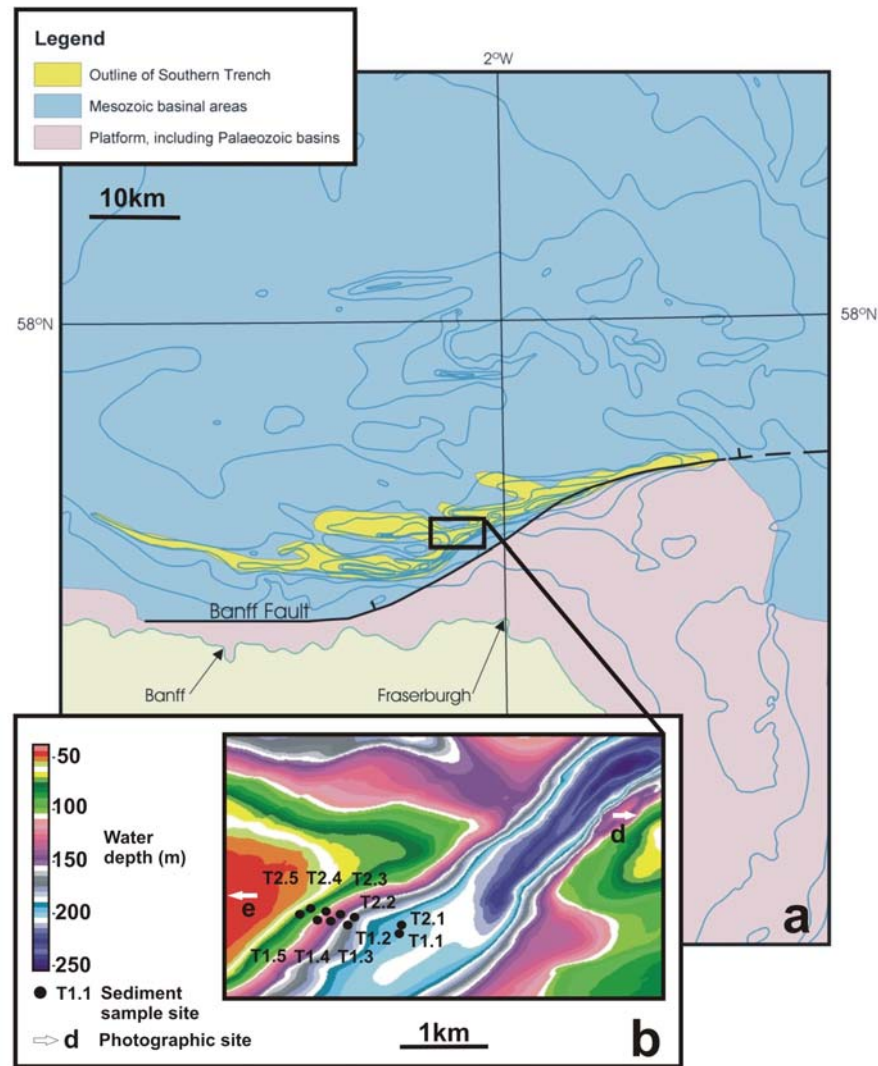 Legend
Outline of Southern Trench
Mesozoic basinal areas
Platform, including Palaeozoic basins
2°W
10km
58°N
58°N
Banff Fault
Banff
Fraserburgh
a
50
100
150
200
250
Water
depth (m)
T1.1 Sediment
sample site
d Photographic site
d
e
T2.5 T2.4 T2.3
T2.2
T2.1
T1.2 T1.1
T1.5 T1.4 T1.3
1km
b